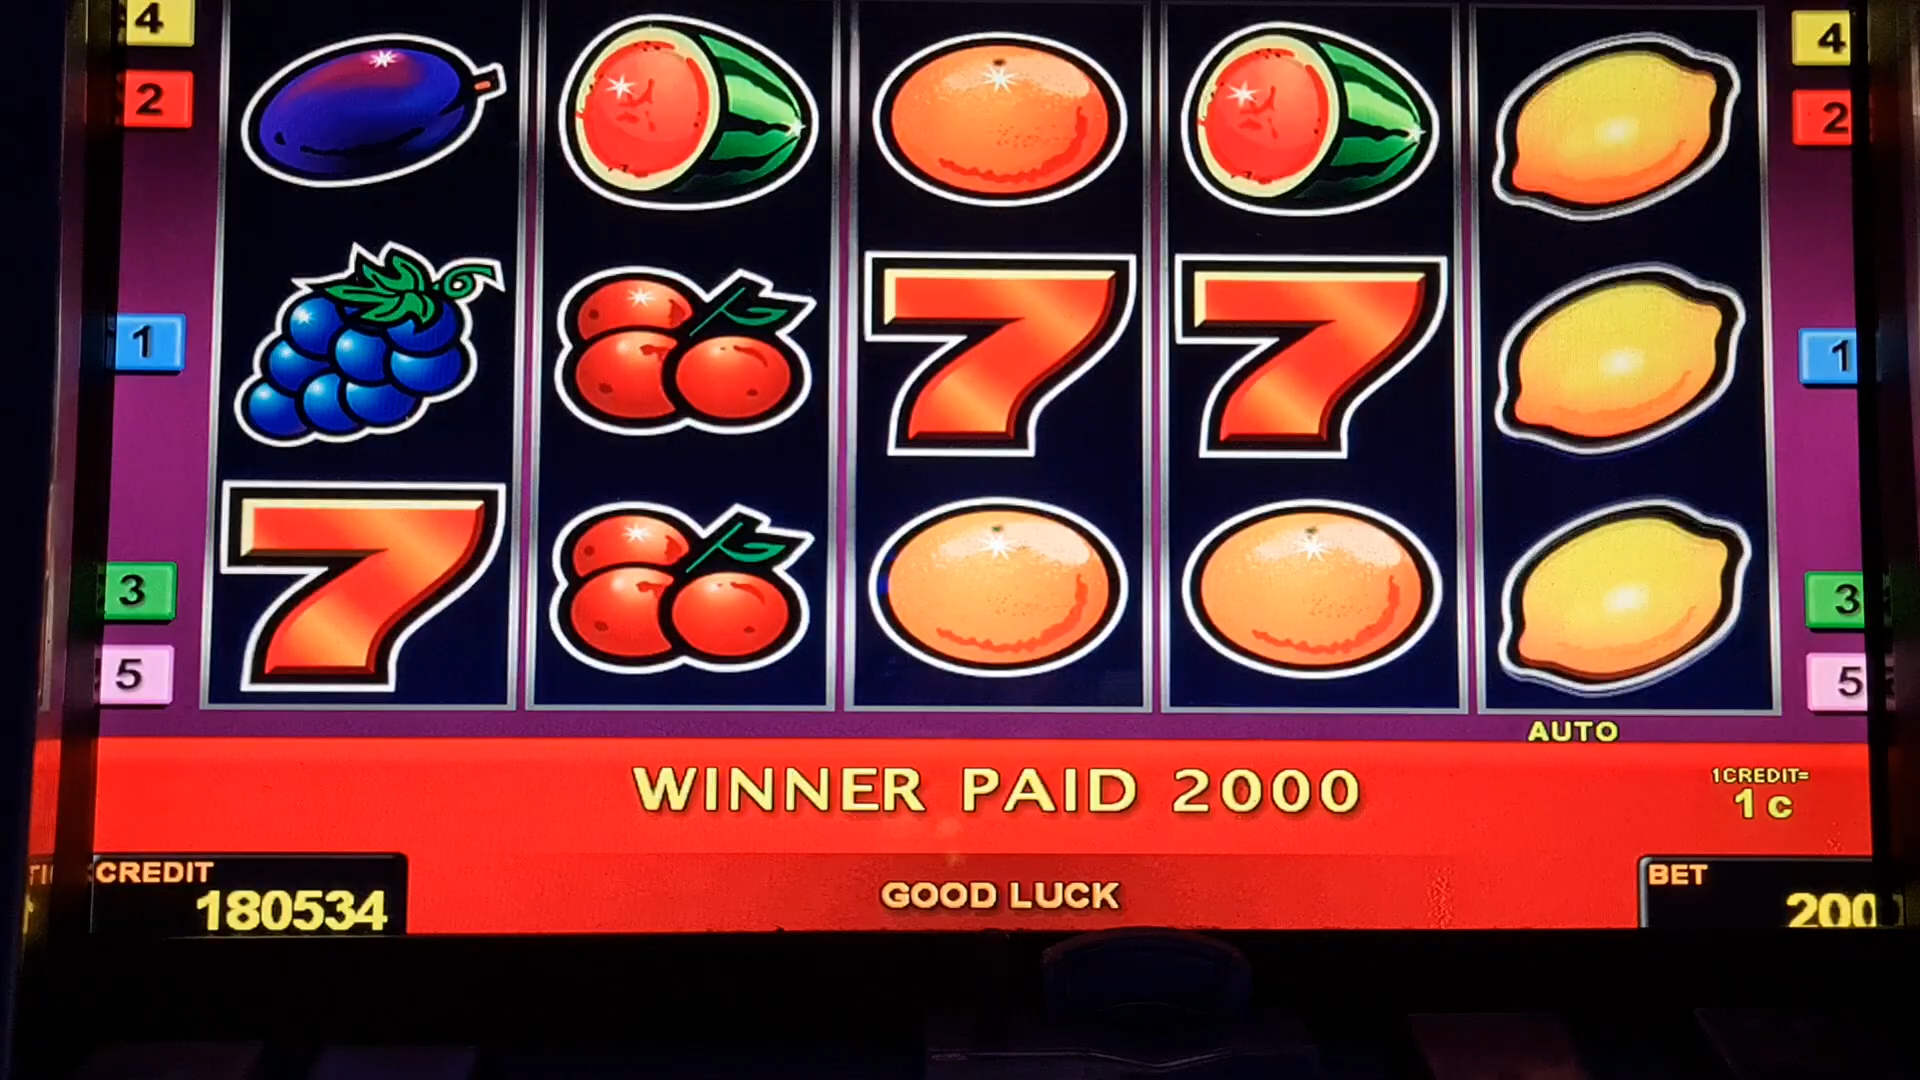 4
4
2
2
1
1
3
3
5
5
AUTO
WINNER PAID 2000
1CREDIT=
1 c
CREDIT
180534
GOOD LUCK
BET